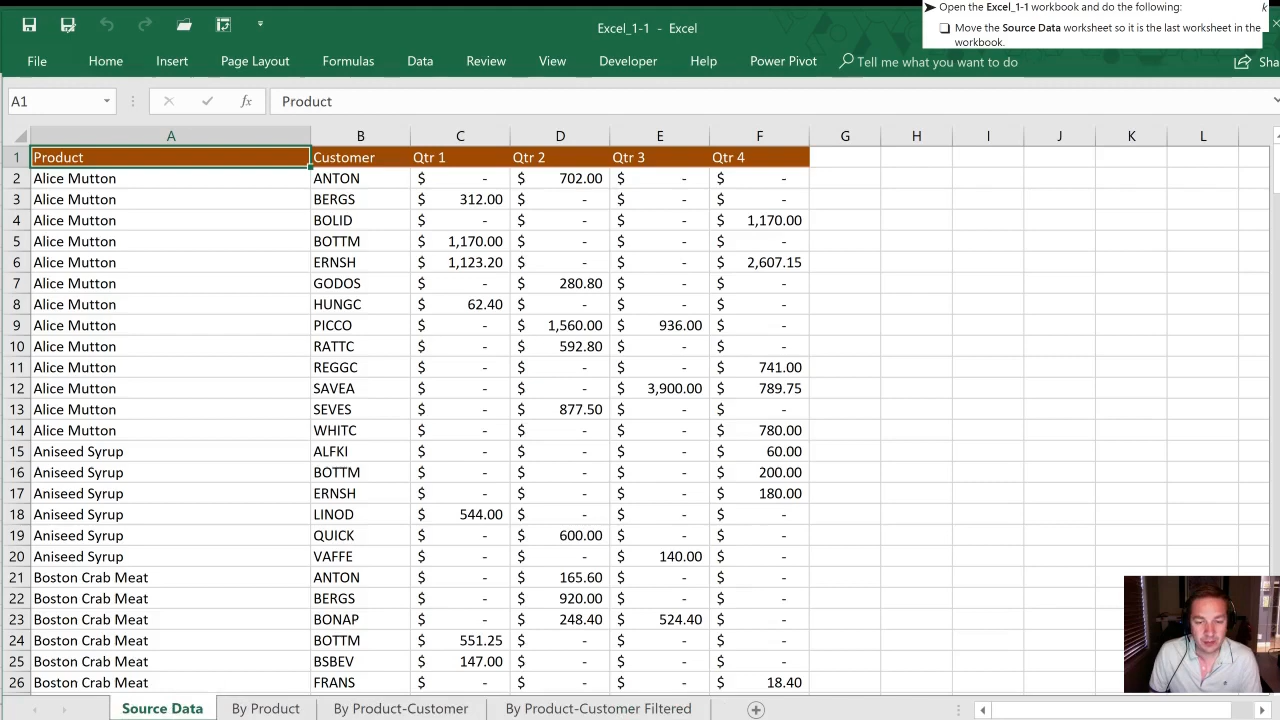 ➤ Open the Excel_1-1 workbook and do the following:
❑ Move the Source Data worksheet so it is the last worksheet in the
workbook.
Excel_1-1 - Excel
File Home Insert Page Layout Formulas Data Review View Developer Help Power Pivot Tell me what you want to do Sha
A1 fx Product
A B C D E F G H I J K L
1 Product Customer Qtr 1 Qtr 2 Qtr 3 Qtr 4
2 Alice Mutton ANTON $ - $ 702.00 $ - $ -
3 Alice Mutton BERGS $ 312.00 $ - $ - $ -
4 Alice Mutton BOLID $ - $ - $ - $ 1,170.00
5 Alice Mutton BOTTM $ 1,170.00 $ - $ - $ -
6 Alice Mutton ERNSH $ 1,123.20 $ - $ - $ 2,607.15
7 Alice Mutton GODOS $ - $ 280.80 $ - $ -
8 Alice Mutton HUNGC $ 62.40 $ - $ - $ -
9 Alice Mutton PICCO $ - $ 1,560.00 $ 936.00 $ -
10 Alice Mutton RATTC $ - $ 592.80 $ - $ -
11 Alice Mutton REGGC $ - $ - $ - $ 741.00
12 Alice Mutton SAVEA $ - $ - $ 3,900.00 $ 789.75
13 Alice Mutton SEVES $ - $ 877.50 $ - $ -
14 Alice Mutton WHITC $ - $ - $ - $ 780.00
15 Aniseed Syrup ALFKI $ - $ - $ - $ 60.00
16 Aniseed Syrup BOTTM $ - $ - $ - $ 200.00
17 Aniseed Syrup ERNSH $ - $ - $ - $ 180.00
18 Aniseed Syrup LINOD $ 544.00 $ - $ - $ -
19 Aniseed Syrup QUICK $ - $ 600.00 $ - $ -
20 Aniseed Syrup VAFFE $ - $ - $ 140.00 $ -
21 Boston Crab Meat ANTON $ - $ 165.60 $ - $ -
22 Boston Crab Meat BERGS $ - $ 920.00 $ - $ -
23 Boston Crab Meat BONAP $ - $ 248.40 $ 524.40 $ -
24 Boston Crab Meat BOTTM $ 551.25 $ - $ - $ -
25 Boston Crab Meat BSBEV $ 147.00 $ - $ - $ -
26 Boston Crab Meat FRANS $ - $ - $ - $ 18.40
Source Data By Product By Product-Customer By Product-Customer Filtered